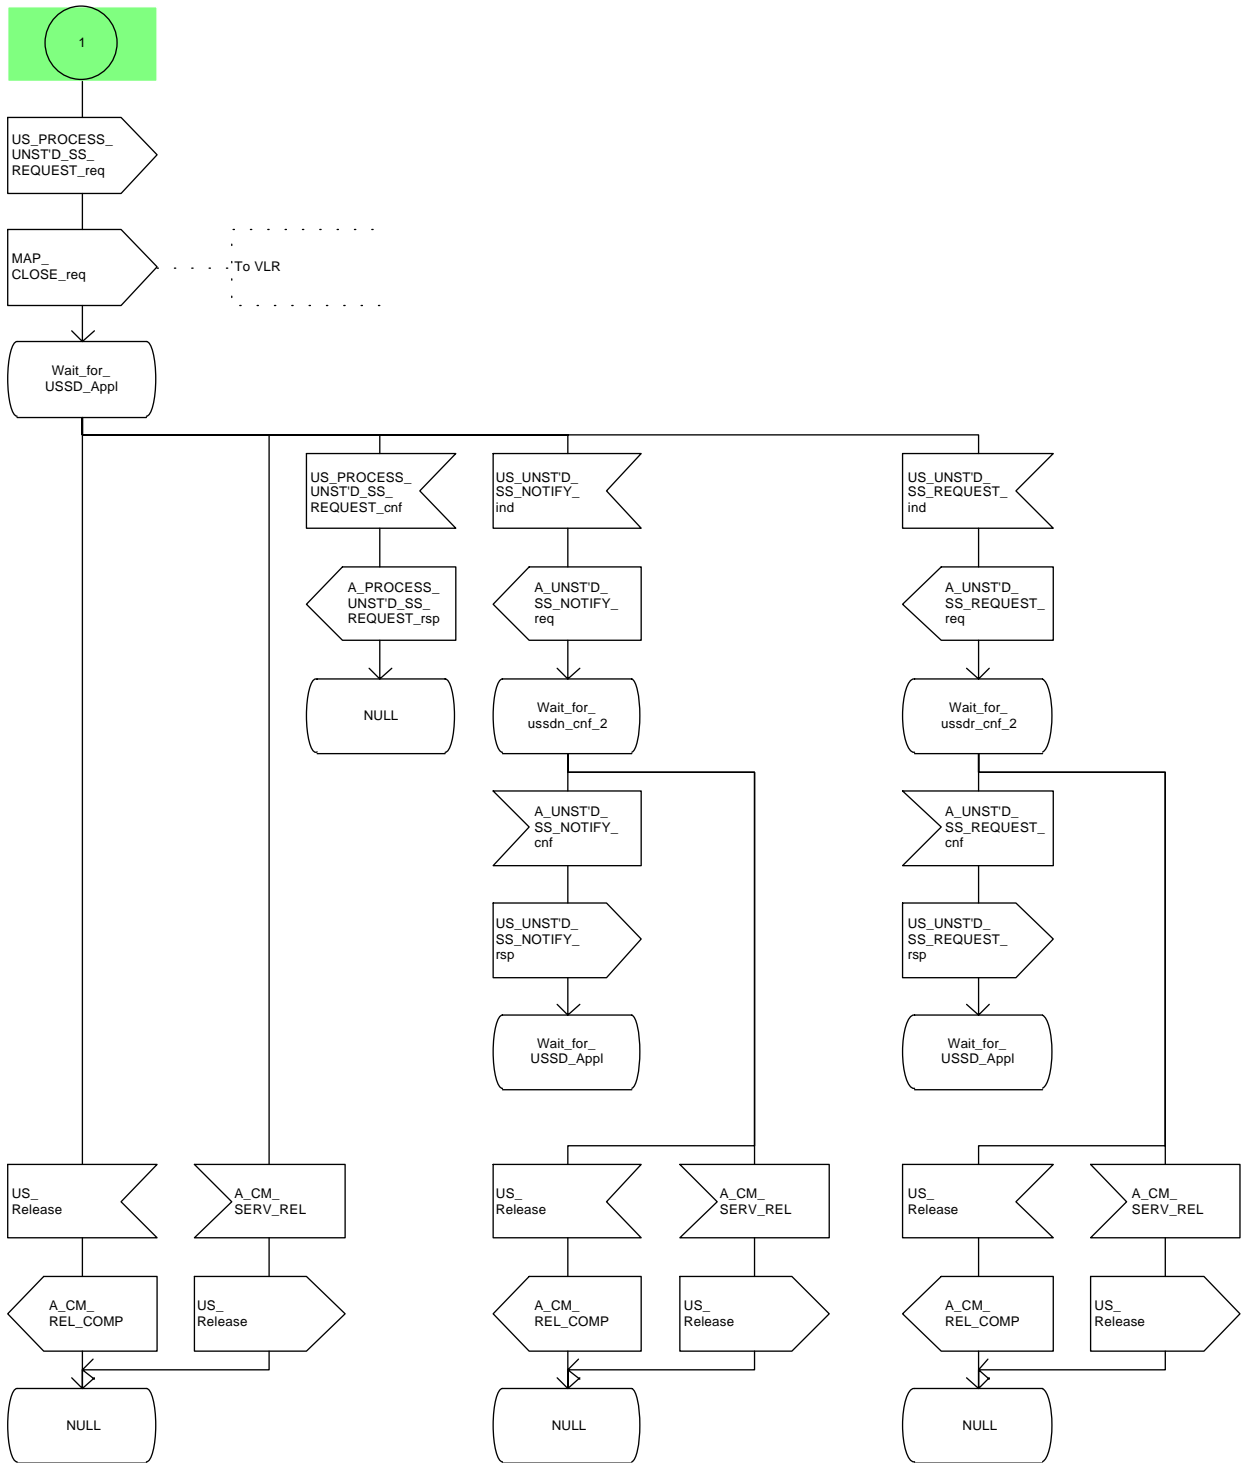 1
US_PROCESS_
UNST'D_SS_
REQUEST_req
MAP_
CLOSE_req
To VLR
Wait_for_
USSD_Appl
US_PROCESS_
UNST'D_SS_
REQUEST_cnf
US_UNST'D_
SS_NOTIFY_
ind
US_UNST'D_
SS_REQUEST_
ind
A_PROCESS_
UNST'D_SS_
REQUEST_rsp
A_UNST'D_
SS_NOTIFY_
req
A_UNST'D_
SS_REQUEST_
req
NULL
Wait_for_
ussdn_cnf_2
Wait_for_
ussdr_cnf_2
A_UNST'D_
SS_NOTIFY_
cnf
A_UNST'D_
SS_REQUEST_
cnf
US_UNST'D_
SS_NOTIFY_
rsp
US_UNST'D_
SS_REQUEST_
rsp
Wait_for_
USSD_Appl
Wait_for_
USSD_Appl
US_
Release
A_CM_
SERV_REL
US_
Release
A_CM_
SERV_REL
US_
Release
A_CM_
SERV_REL
A_CM_
REL_COMP
US_
Release
A_CM_
REL_COMP
US_
Release
A_CM_
REL_COMP
US_
Release
NULL
NULL
NULL